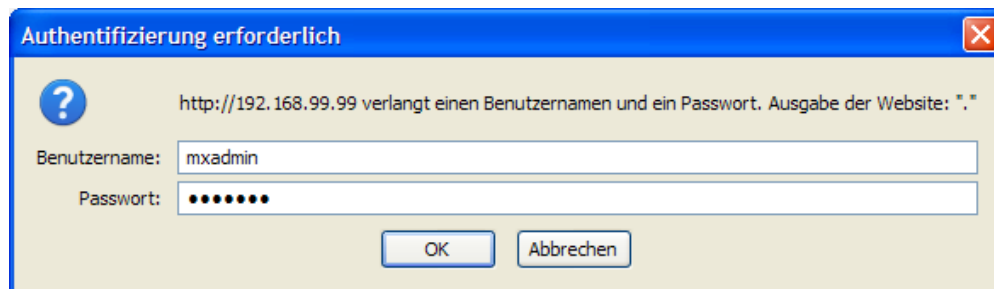 Authentifizierung erforderlich
http://192.168.99.99 verlangt einen Benutzernamen und ein Passwort. Ausgabe der Website: "."
Benutzername: mxadmin
Passwort: •••••••
OK Abbrechen